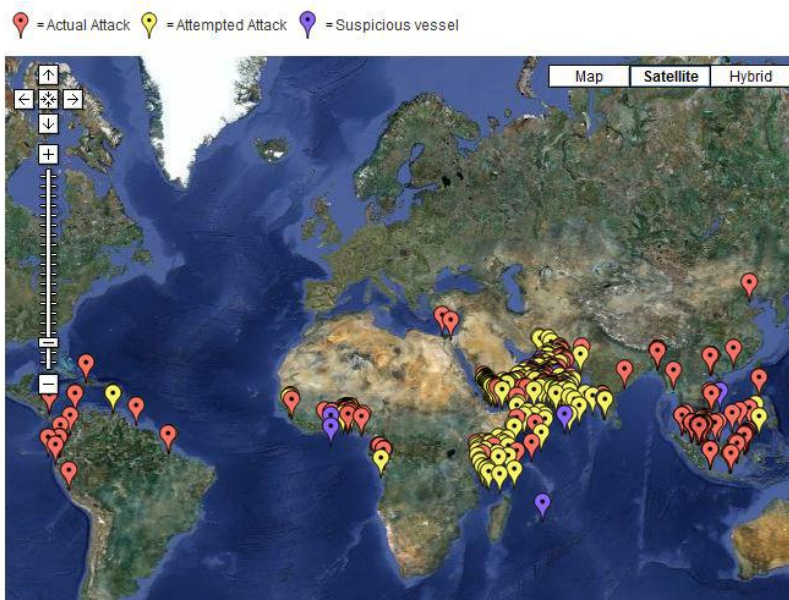 = Actual Attack = Attempted Attack = Suspicious vessel
Map Satellite Hybrid